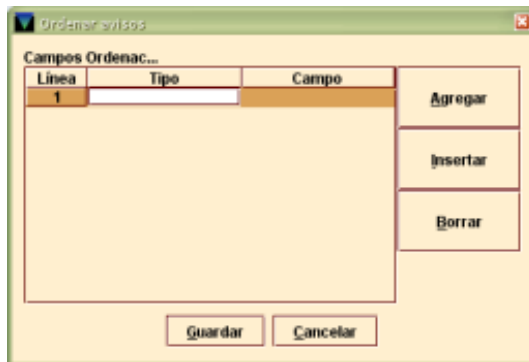 Ordenar avisos
Campos Ordenac...
Línea Tipo Campo
1
Agregar
Insertar
Borrar
Guardar Cancelar